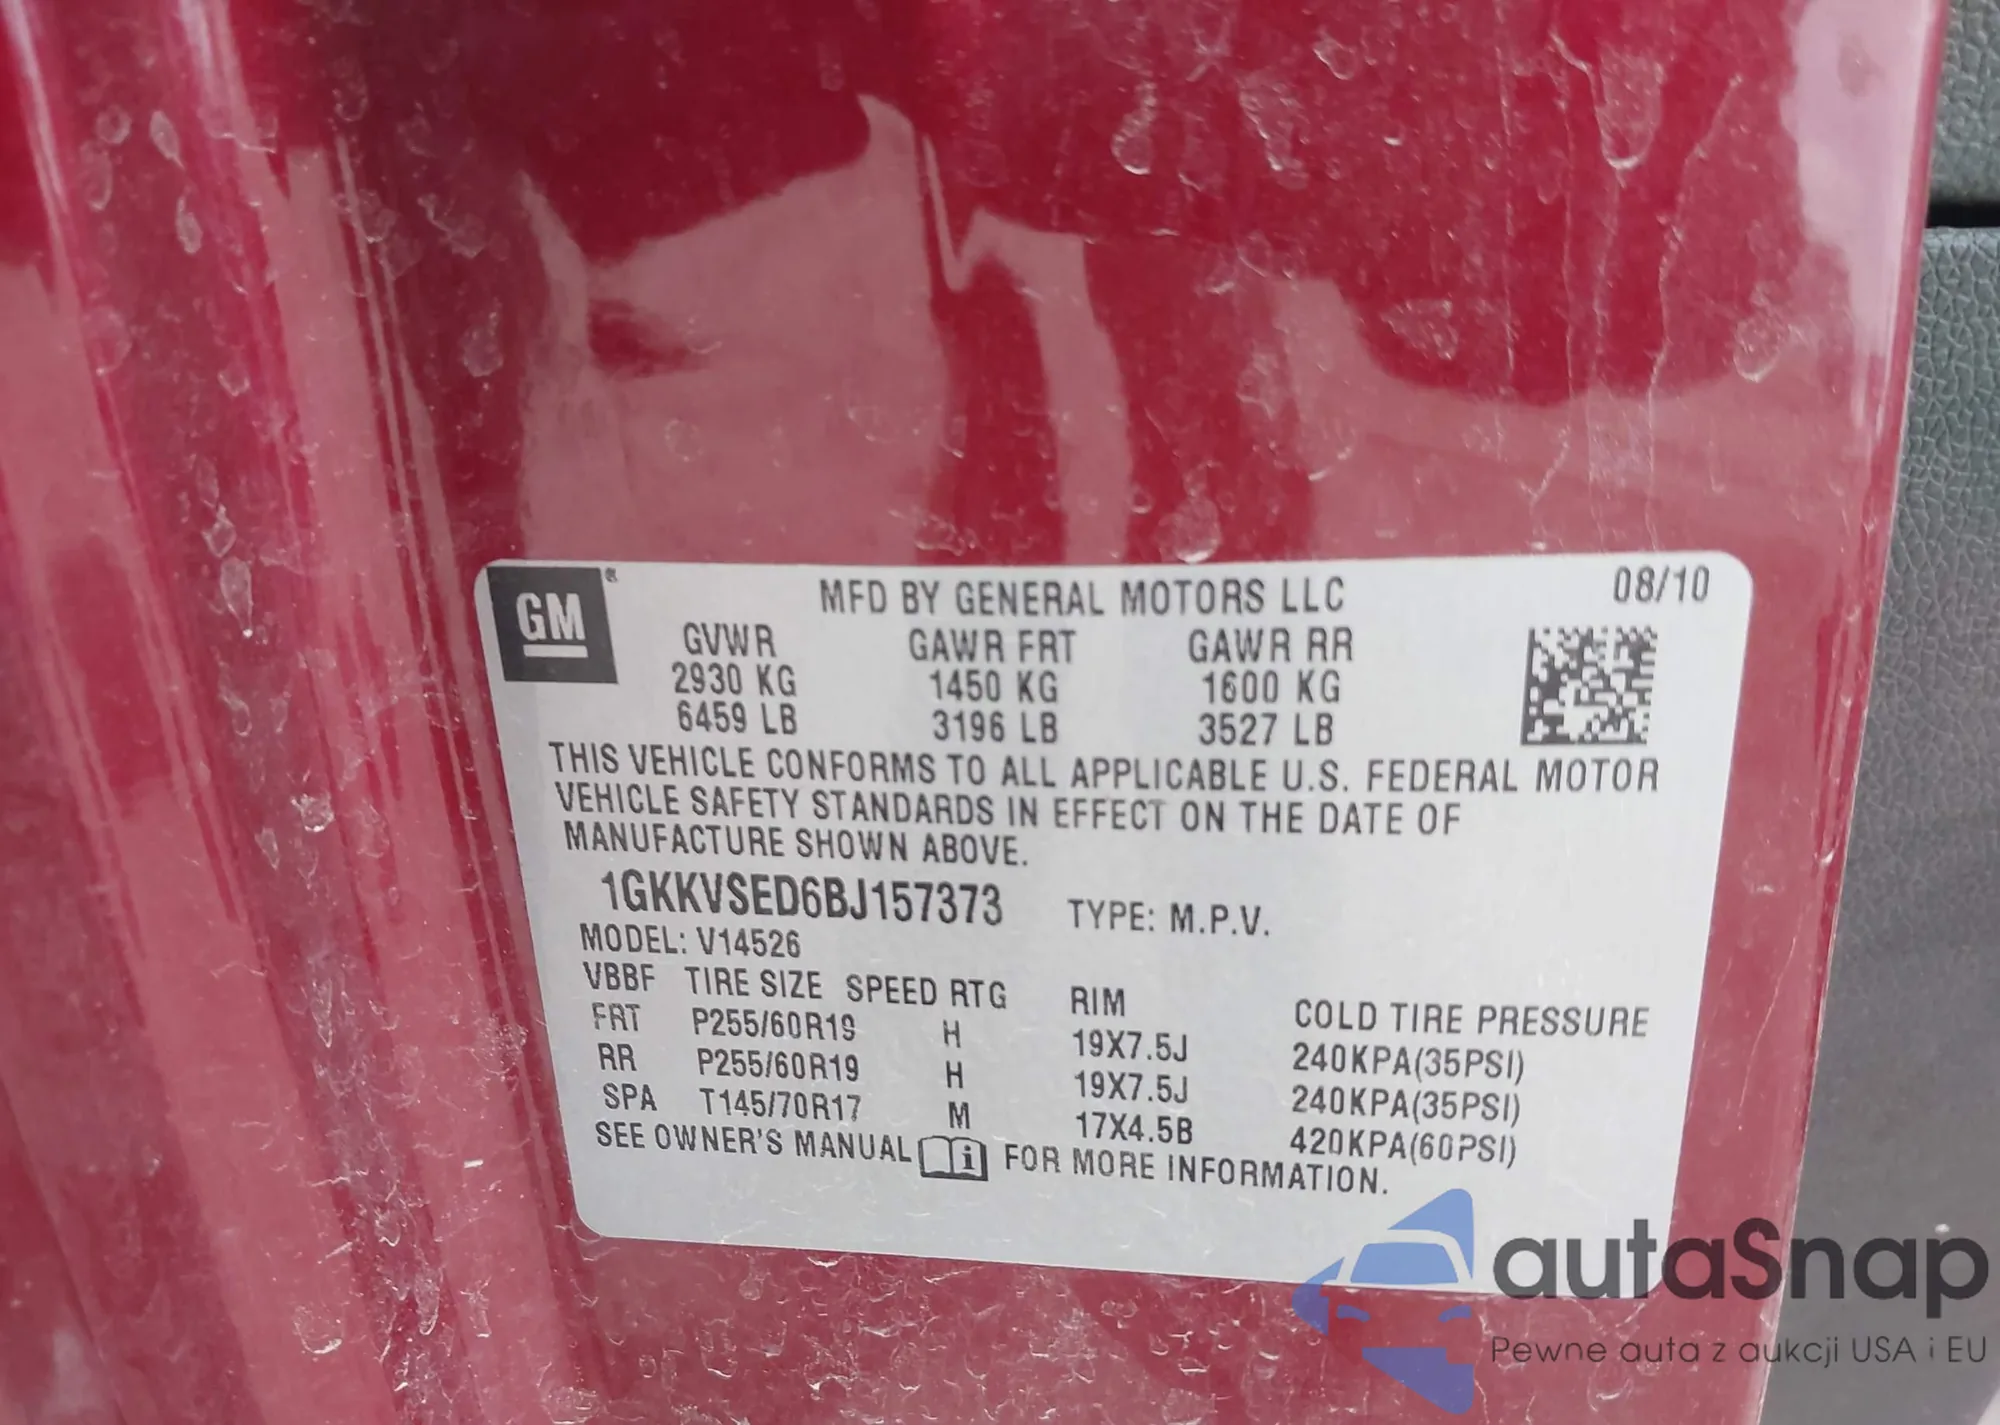 GM ® MFD BY GENERAL MOTORS LLC 08/10
GVWR GAWR FRT GAWR RR
2930 KG 1450 KG 1600 KG
6459 LB 3196 LB 3527 LB
THIS VEHICLE CONFORMS TO ALL APPLICABLE U.S. FEDERAL MOTOR
VEHICLE SAFETY STANDARDS IN EFFECT ON THE DATE OF
MANUFACTURE SHOWN ABOVE.
1GKKVSED6BJ157373 TYPE: M.P.V.
MODEL: V14526
VBBF TIRE SIZE SPEED RTG RIM COLD TIRE PRESSURE
FRT P255/60R19 H 19X7.5J 240KPA(35PSI)
RR P255/60R19 H 19X7.5J 240KPA(35PSI)
SPA T145/70R17 M 17X4.5B 420KPA(60PSI)
SEE OWNER'S MANUAL i FOR MORE INFORMATION.
autaSnap
Pewne auta z aukcji USA i EU